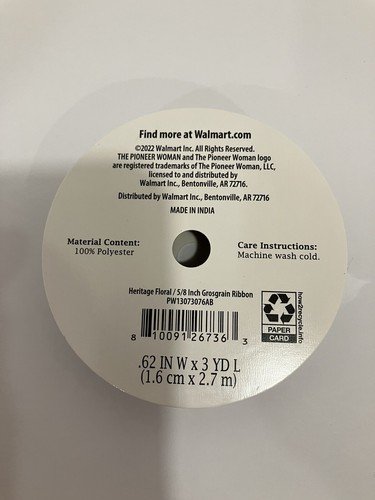 Find more at Walmart.com
©2022 Walmart Inc. All Rights Reserved.
THE PIONEER WOMAN and The Pioneer Woman logo
are registered trademarks of The Pioneer Woman, LLC,
licensed to and distributed by
Walmart Inc., Bentonville, AR 72716.
Distributed by Walmart Inc., Bentonville, AR 72716
MADE IN INDIA
Material Content:
100% Polyester
Care Instructions:
Machine wash cold.
Heritage Floral / 5/8 Inch Grosgrain Ribbon
PW13073076AB
8 10091 26736 3
how2recycle.info
PAPER
CARD
.62 IN W x 3 YD L
(1.6 cm x 2.7 m)